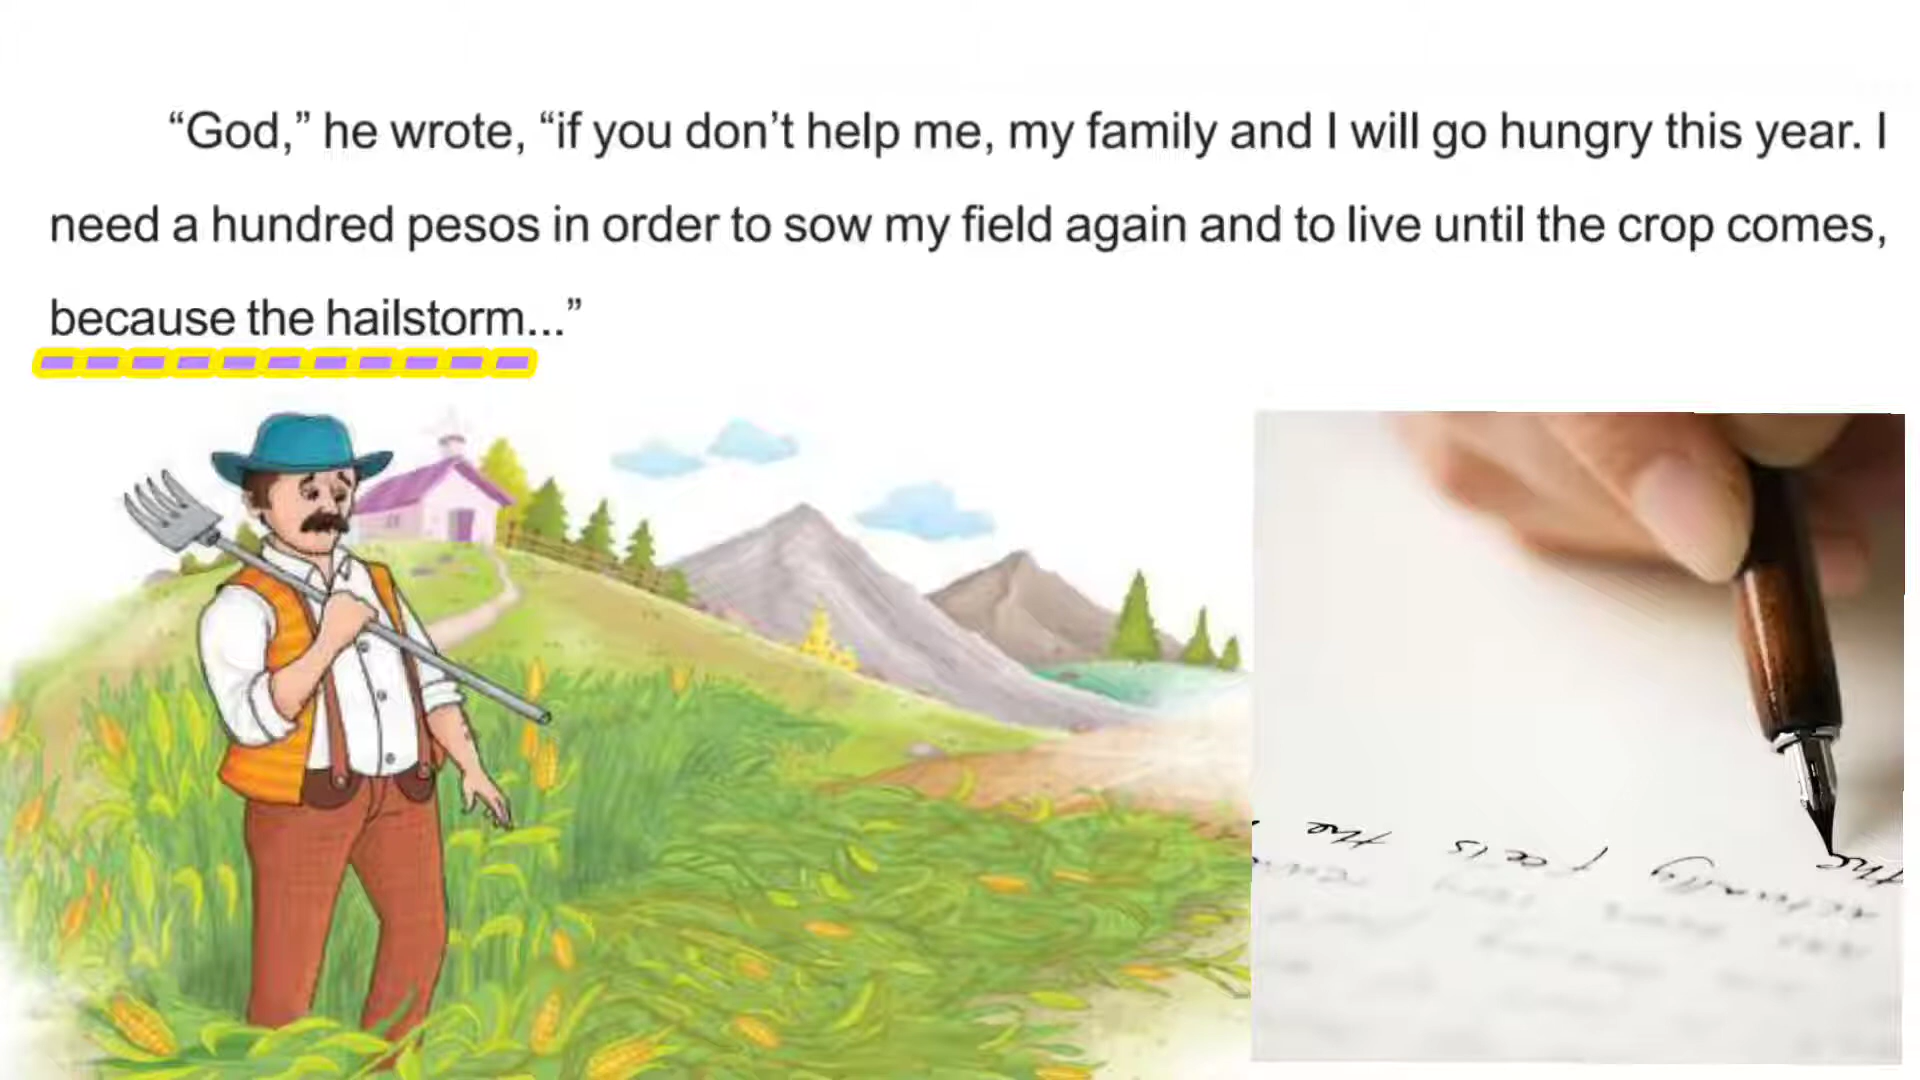 “God,” he wrote, “if you don’t help me, my family and I will go hungry this year. I
need a hundred pesos in order to sow my field again and to live until the crop comes,
because the hailstorm...”